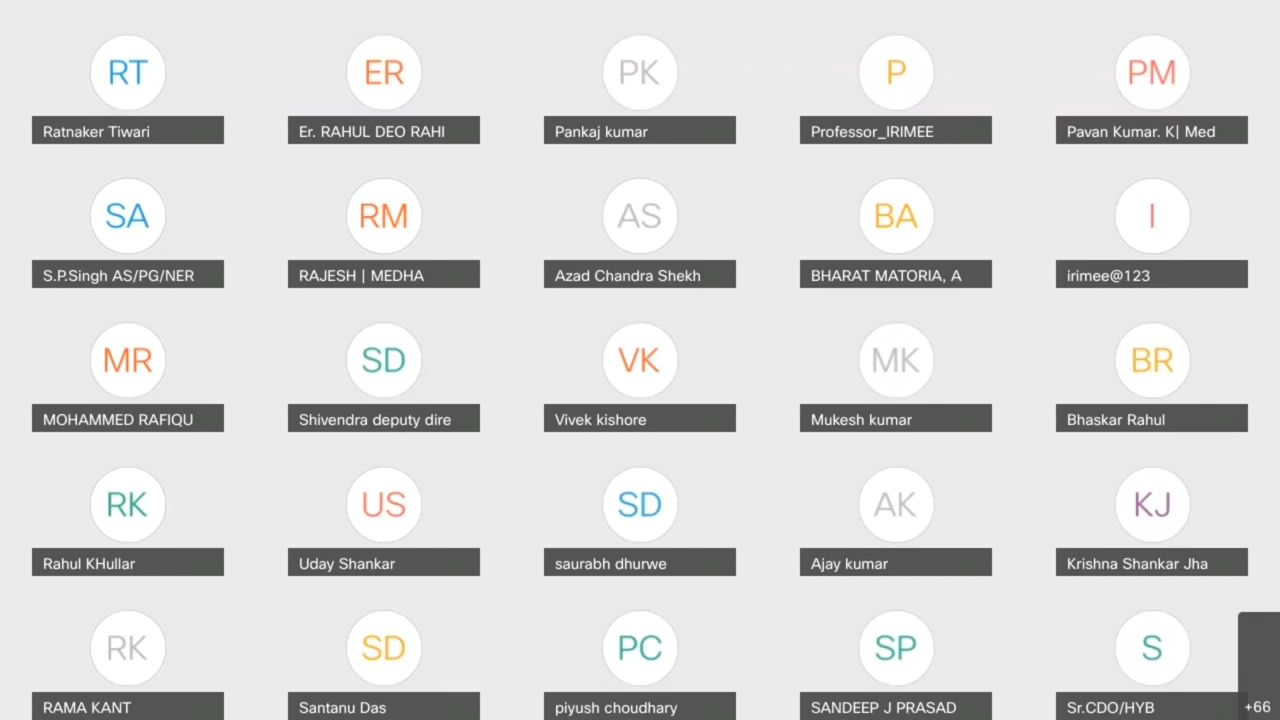 RT ER PK P PM
Ratnaker Tiwari Er. RAHUL DEO RAHI Pankaj kumar Professor_IRIMEE Pavan Kumar. K| Med
SA RM AS BA I
S.P.Singh AS/PG/NER RAJESH | MEDHA Azad Chandra Shekh BHARAT MATORIA, A irimee@123
MR SD VK MK BR
MOHAMMED RAFIQU Shivendra deputy dire Vivek kishore Mukesh kumar Bhaskar Rahul
RK US SD AK KJ
Rahul KHullar Uday Shankar saurabh dhurwe Ajay kumar Krishna Shankar Jha
RK SD PC SP S
RAMA KANT Santanu Das piyush choudhary SANDEEP J PRASAD Sr.CDO/HYB +66